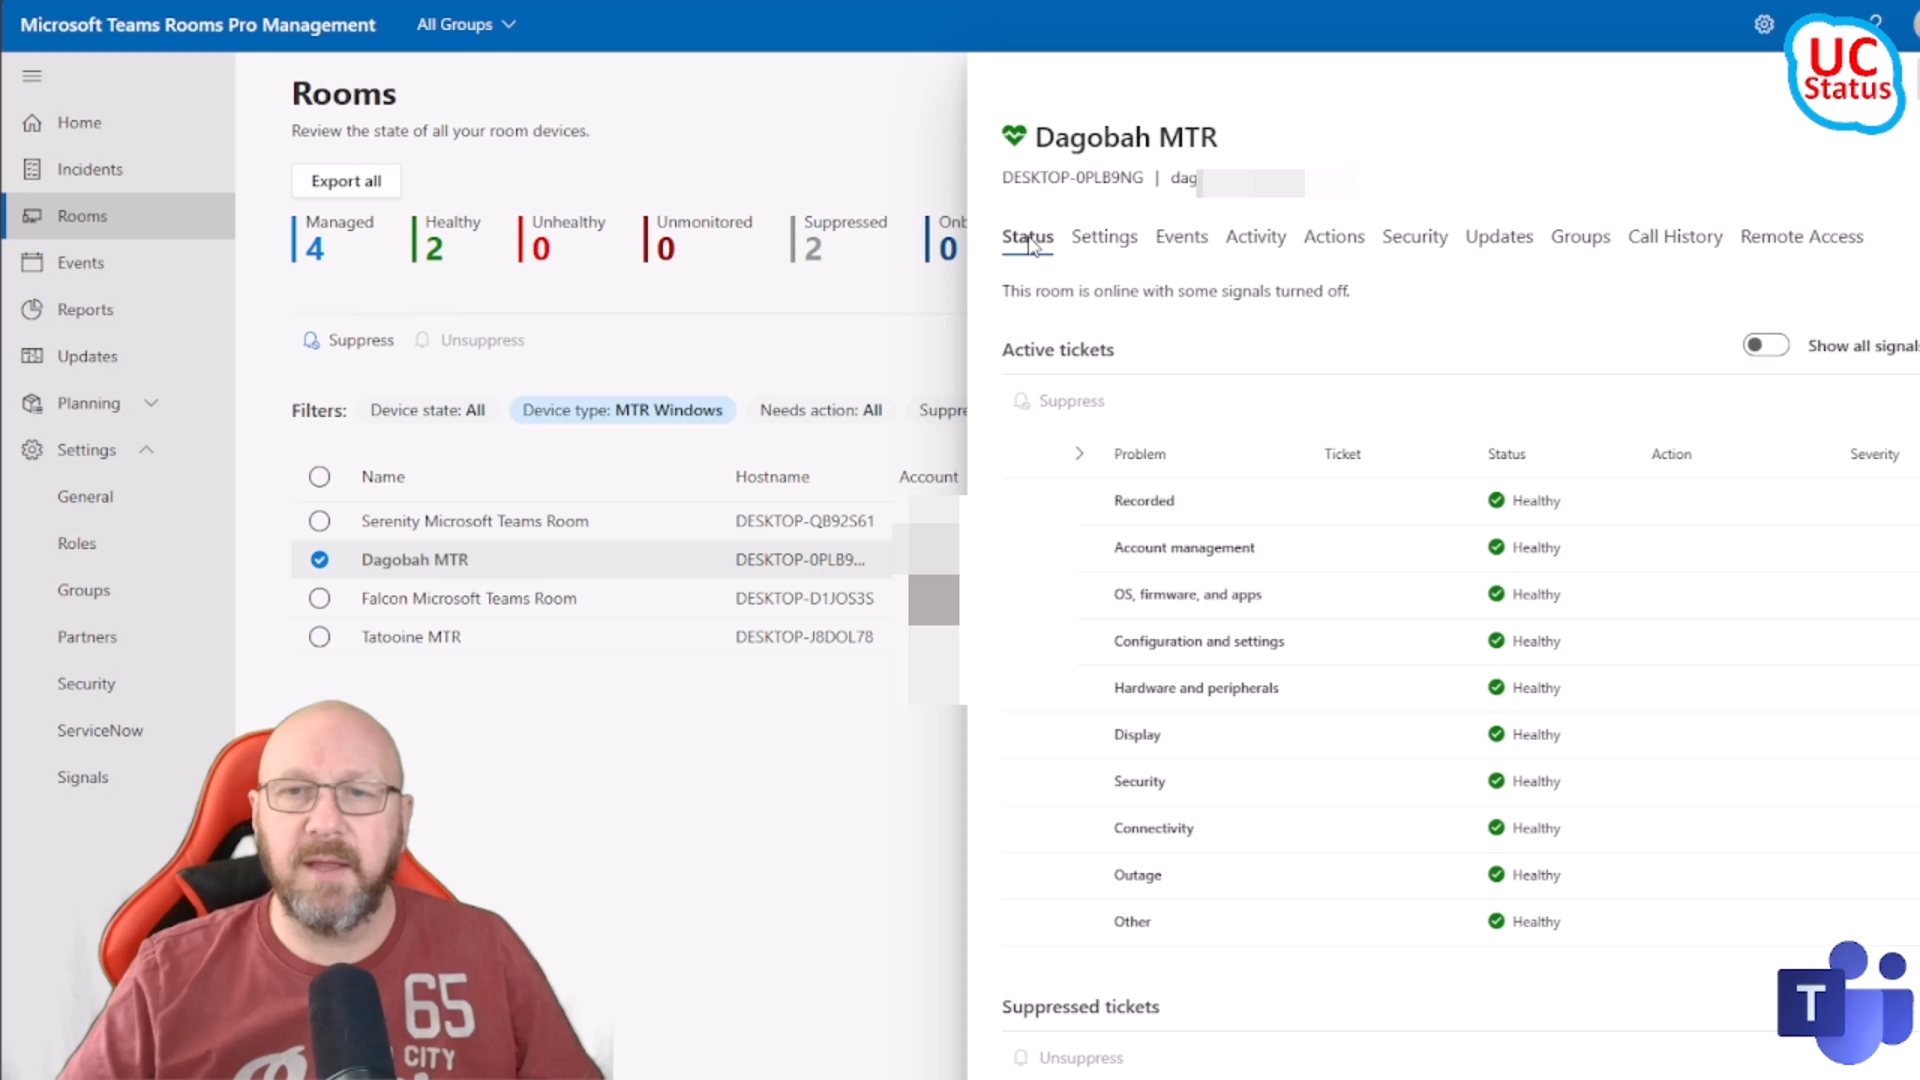 Microsoft Teams Rooms Pro Management
All Groups
UC
Status
Home
Incidents
Rooms
Events
Reports
Updates
Planning
Settings
General
Roles
Groups
Partners
Security
ServiceNow
Signals
Rooms
Review the state of all your room devices.
Export all
Managed Healthy Unhealthy Unmonitored Suppressed Onb
4 2 0 0 2 0
Suppress Unsuppress
Filters: Device state: All Device type: MTR Windows Needs action: All Suppre
Name Hostname Account
Serenity Microsoft Teams Room DESKTOP-QB92S61
Dagobah MTR DESKTOP-0PLB9...
Falcon Microsoft Teams Room DESKTOP-D1JOS3S
Tatooine MTR DESKTOP-J8DOL78
Dagobah MTR
DESKTOP-0PLB9NG | dag
Status Settings Events Activity Actions Security Updates Groups Call History Remote Access
This room is online with some signals turned off.
Active tickets
Show all signals
Suppress
Problem Ticket Status Action Severity
Recorded Healthy
Account management Healthy
OS, firmware, and apps Healthy
Configuration and settings Healthy
Hardware and peripherals Healthy
Display Healthy
Security Healthy
Connectivity Healthy
Outage Healthy
Other Healthy
Suppressed tickets
Unsuppress
T
65
CITY